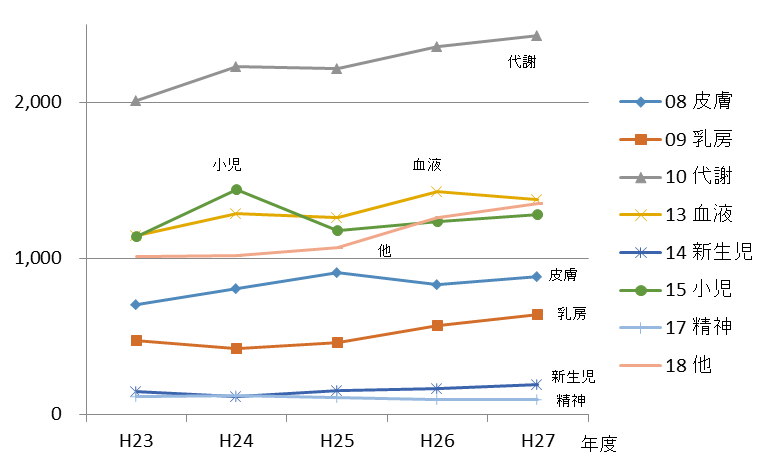 代謝
2,000
小児
血液
1,000
他
皮膚
乳房
新生児
精神
0
H23 H24 H25 H26 H27 年度
08 皮膚
09 乳房
10 代謝
13 血液
14 新生児
15 小児
17 精神
18 他